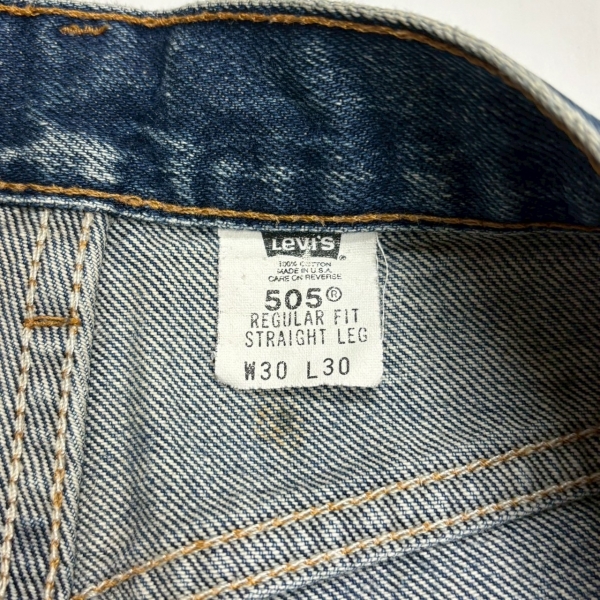 Levi's ®
100% COTTON
MADE IN U.S.A.
CARE ON REVERSE
505®
REGULAR FIT
STRAIGHT LEG
W30 L30